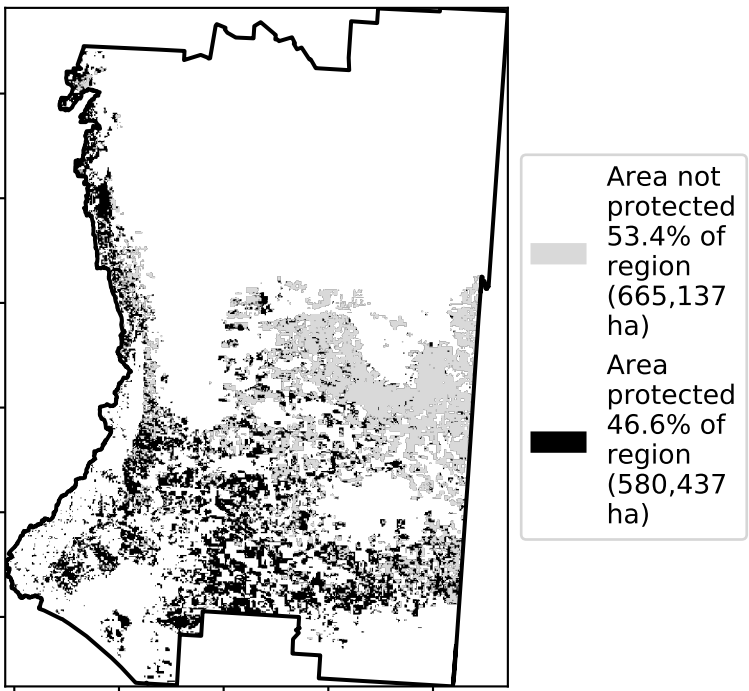 Area not
protected
53.4% of
region
(665,137
ha)
Area
protected
46.6% of
region
(580,437
ha)